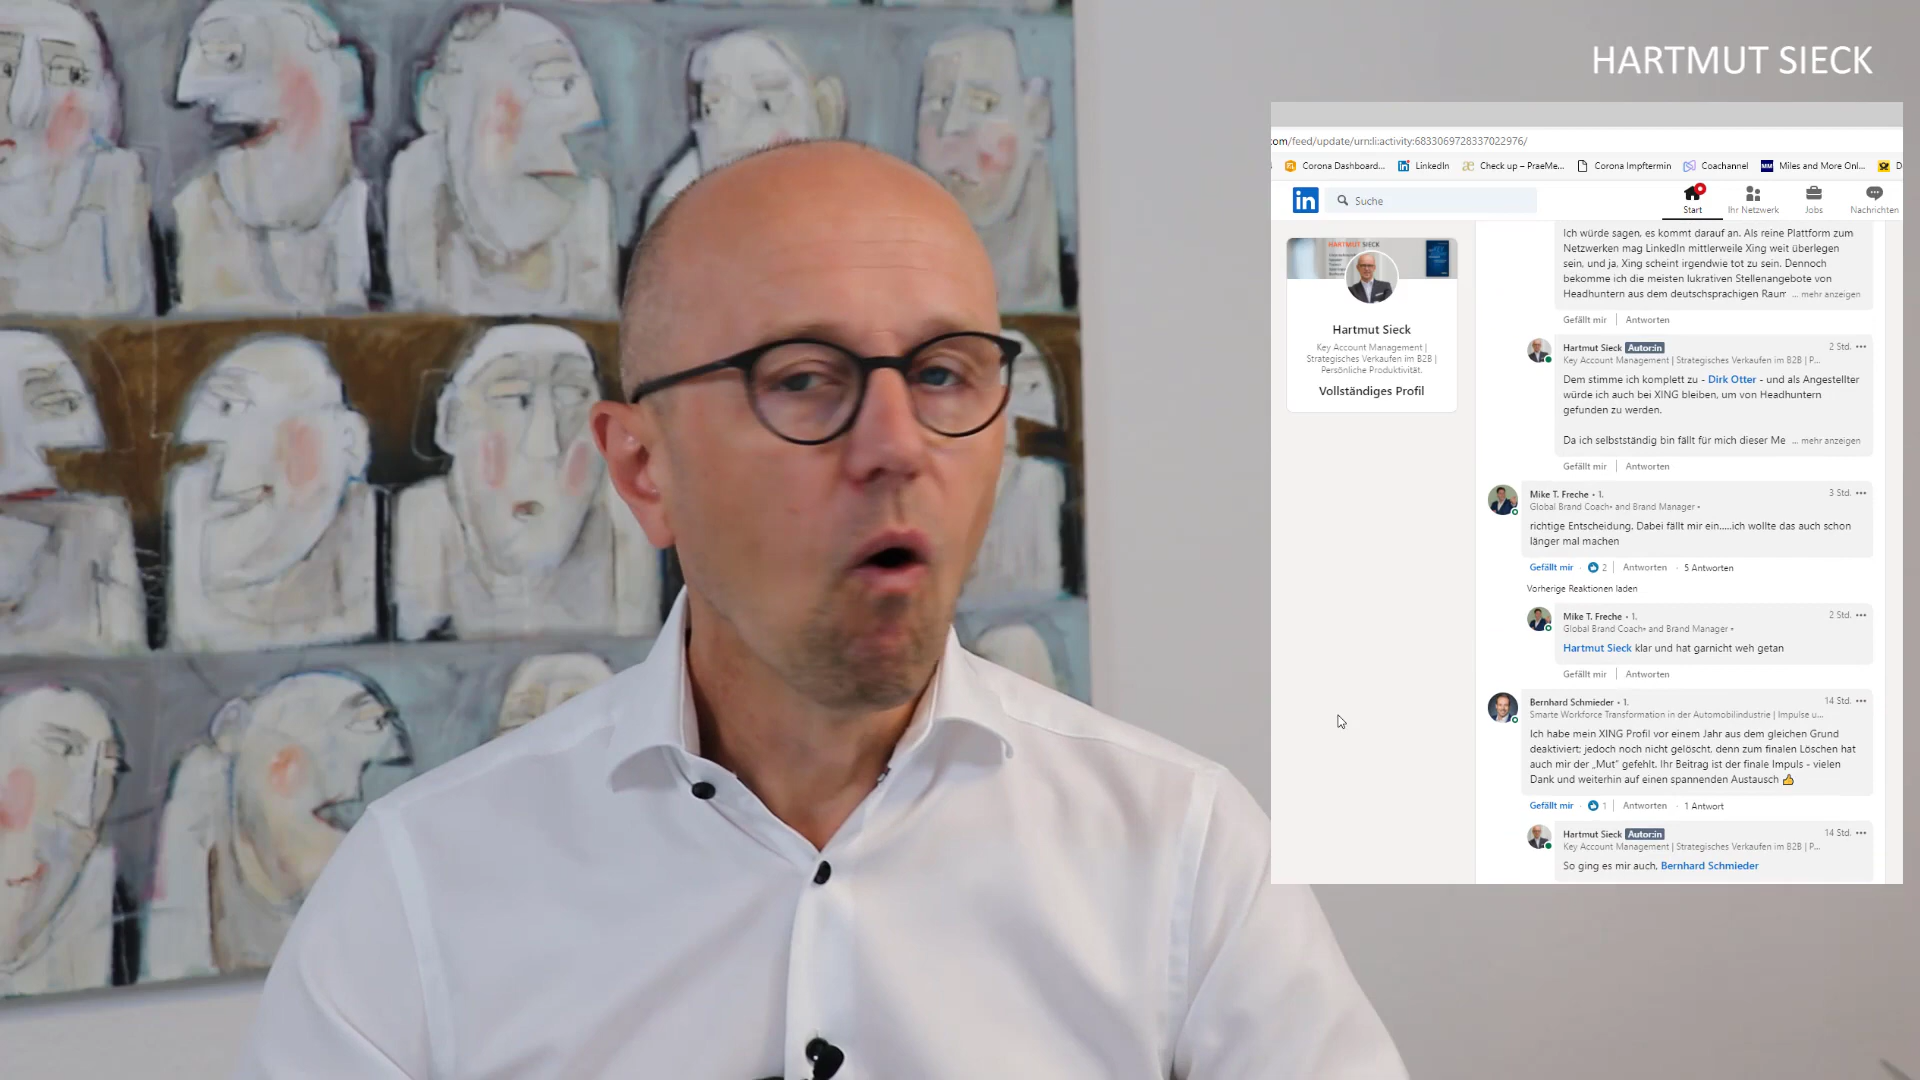 HARTMUT SIECK
om/feed/update/urn:li:activity:6833069728337022976/
Corona Dashboard... LinkedIn Check up – PraeMe... Corona Impftermin Coachannel Miles and More Onl...
in Suche Start Ihr Netzwerk Jobs Nachrichten
HARTMUT SIECK
Hartmut Sieck
Key Account Management |
Strategisches Verkaufen im B2B |
Persönliche Produktivität.
Vollständiges Profil
Ich würde sagen, es kommt darauf an. Als reine Plattform zum
Netzwerken mag LinkedIn mittlerweile Xing weit überlegen
sein, und ja, Xing scheint irgendwie tot zu sein. Dennoch
bekomme ich die meisten lukrativen Stellenangebote von
Headhuntern aus dem deutschsprachigen Raum ... mehr anzeigen
Gefällt mir | Antworten
Hartmut Sieck Autor:in 2 Std. •••
Key Account Management | Strategisches Verkaufen im B2B | P...
Dem stimme ich komplett zu - Dirk Otter - und als Angestellter
würde ich auch bei XING bleiben, um von Headhuntern
gefunden zu werden.
Da ich selbstständig bin fällt für mich dieser Me ... mehr anzeigen
Gefällt mir | Antworten
Mike T. Freche • 1. 3 Std. •••
Global Brand Coach• and Brand Manager •
richtige Entscheidung. Dabei fällt mir ein.....ich wollte das auch schon
länger mal machen
Gefällt mir · 2 | Antworten · 5 Antworten
Vorherige Reaktionen laden
Mike T. Freche • 1. 2 Std. •••
Global Brand Coach• and Brand Manager •
Hartmut Sieck klar und hat garnicht weh getan
Gefällt mir | Antworten
Bernhard Schmieder • 1. 14 Std. •••
Smarte Workforce Transformation in der Automobilindustrie | Impulse u...
Ich habe mein XING Profil vor einem Jahr aus dem gleichen Grund
deaktiviert; jedoch noch nicht gelöscht, denn zum finalen Löschen hat
auch mir der „Mut" gefehlt. Ihr Beitrag ist der finale Impuls - vielen
Dank und weiterhin auf einen spannenden Austausch 👍
Gefällt mir · 1 | Antworten · 1 Antwort
Hartmut Sieck Autor:in 14 Std. •••
Key Account Management | Strategisches Verkaufen im B2B | P...
So ging es mir auch, Bernhard Schmieder